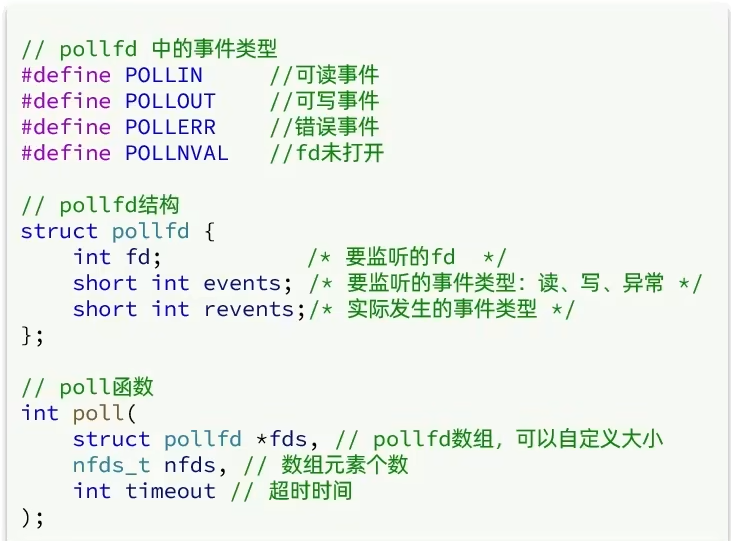 // pollfd 中的事件类型
#define POLLIN     //可读事件
#define POLLOUT    //可写事件
#define POLLERR    //错误事件
#define POLLNVAL   //fd未打开

// pollfd结构
struct pollfd {
    int fd;           /* 要监听的fd  */
    short int events; /* 要监听的事件类型：读、写、异常 */
    short int revents;/* 实际发生的事件类型 */
};

// poll函数
int poll(
    struct pollfd *fds, // pollfd数组，可以自定义大小
    nfds_t nfds, // 数组元素个数
    int timeout // 超时时间
);